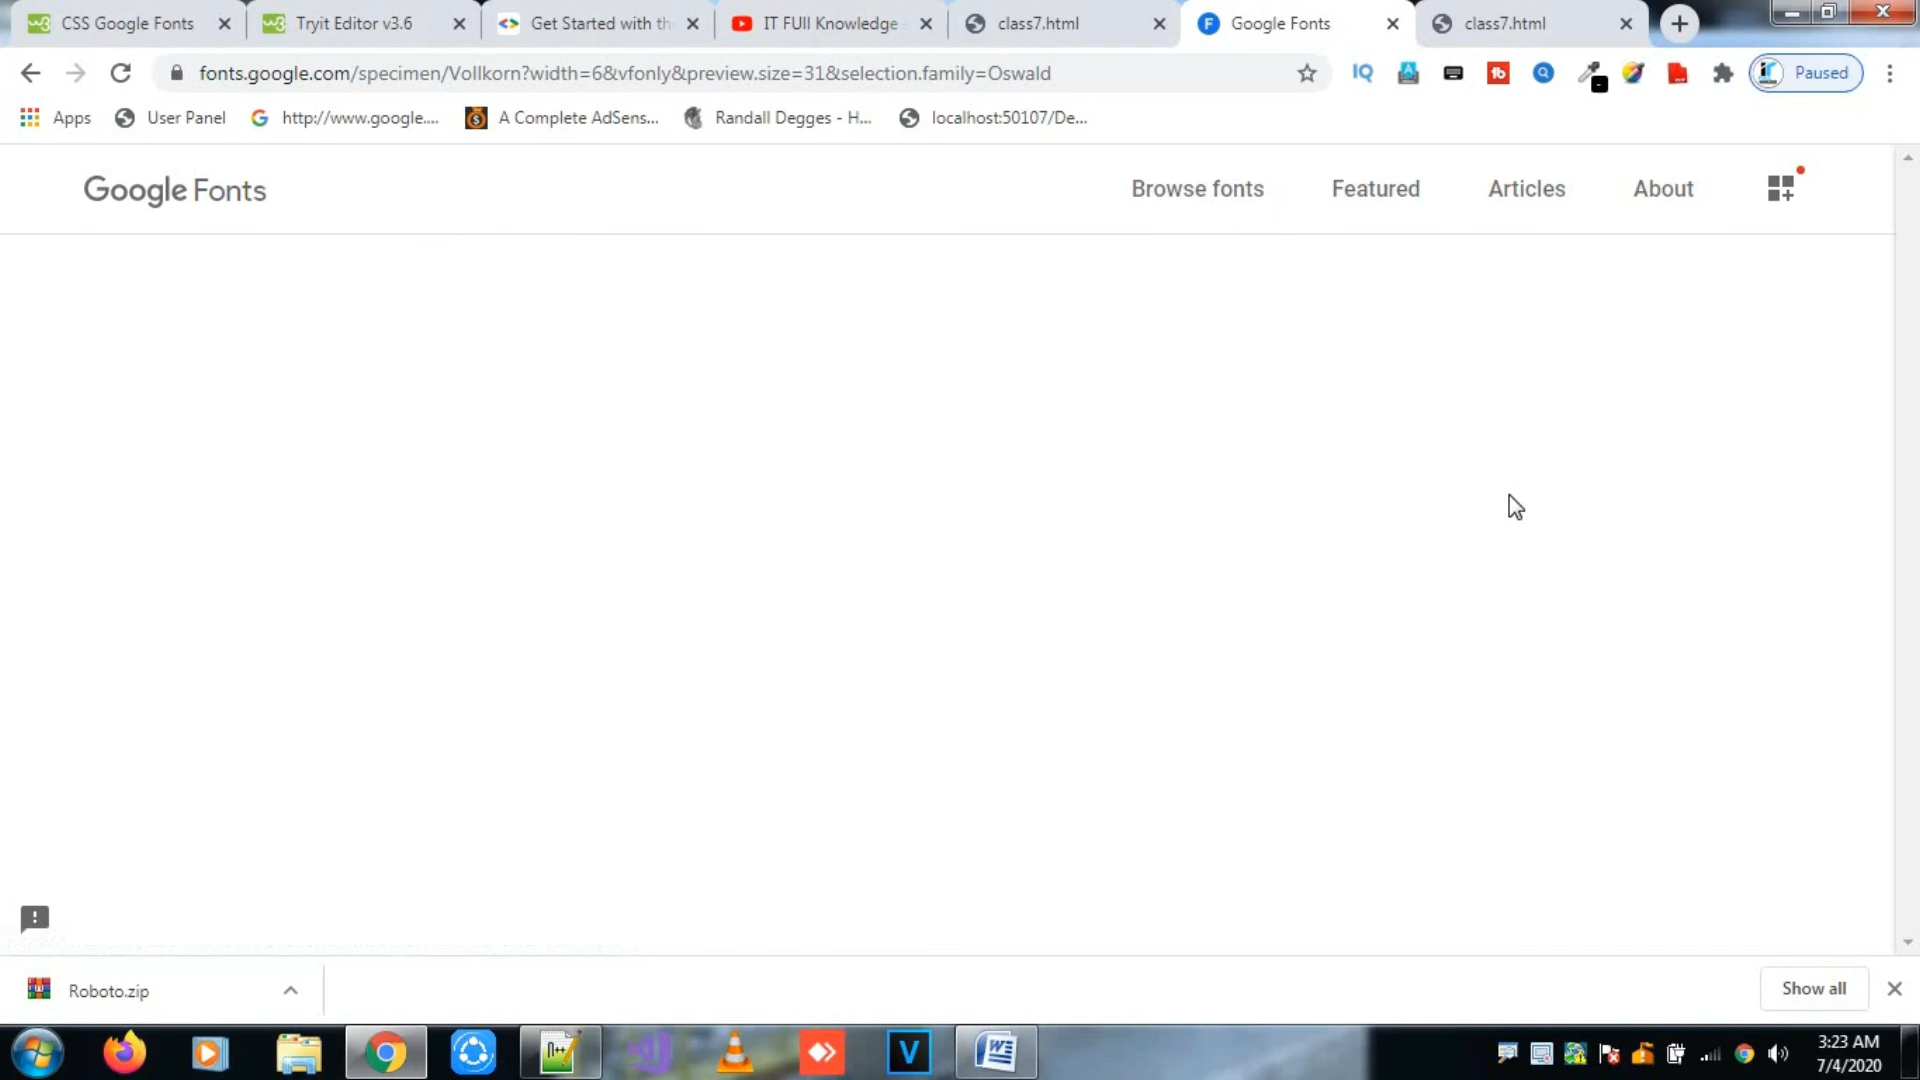 CSS Google Fonts
Tryit Editor v3.6
Get Started with th
IT FUll Knowledge
class7.html
Google Fonts
class7.html
fonts.google.com/specimen/Vollkorn?width=6&vfonly&preview.size=31&selection.family=Oswald
IQ
Paused
Apps
User Panel
http://www.google....
A Complete AdSens...
Randall Degges - H...
localhost:50107/De...
Google Fonts
Browse fonts
Featured
Articles
About
Roboto.zip
Show all
3:23 AM
7/4/2020